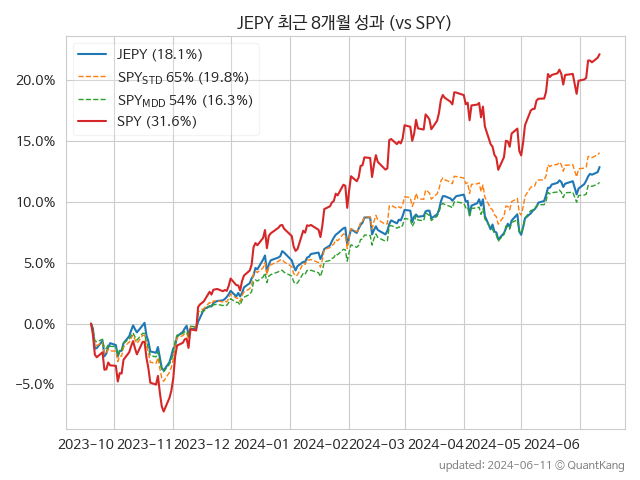 JEPY 최근 8개월 성과 (vs SPY)
JEPY (18.1%)
SPY_STD 65% (19.8%)
SPY_MDD 54% (16.3%)
SPY (31.6%)
20.0%
15.0%
10.0%
5.0%
0.0%
−5.0%
2023−10 2023−11 2023−12 2024−01 2024−02 2024−03 2024−04 2024−05 2024−06
updated: 2024-06-11 © QuantKang